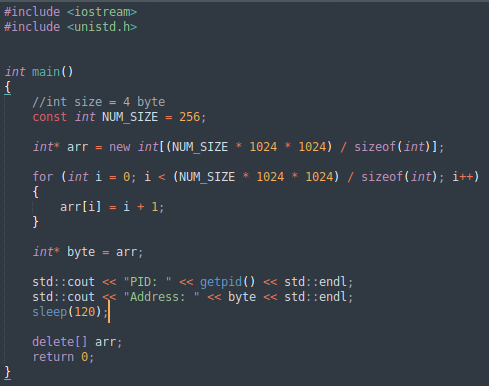 #include <iostream>
#include <unistd.h>
int main()
{
//int size = 4 byte
const int NUM_SIZE = 256;
int* arr = new int[(NUM_SIZE * 1024 * 1024) / sizeof(int)];
for (int i = 0; i < (NUM_SIZE * 1024 * 1024) / sizeof(int); i++)
{
arr[i] = i + 1;
}
int* byte = arr;
std::cout << "PID: " << getpid() << std::endl;
std::cout << "Address: " << byte << std::endl;
sleep(120);
delete[] arr;
return 0;
}